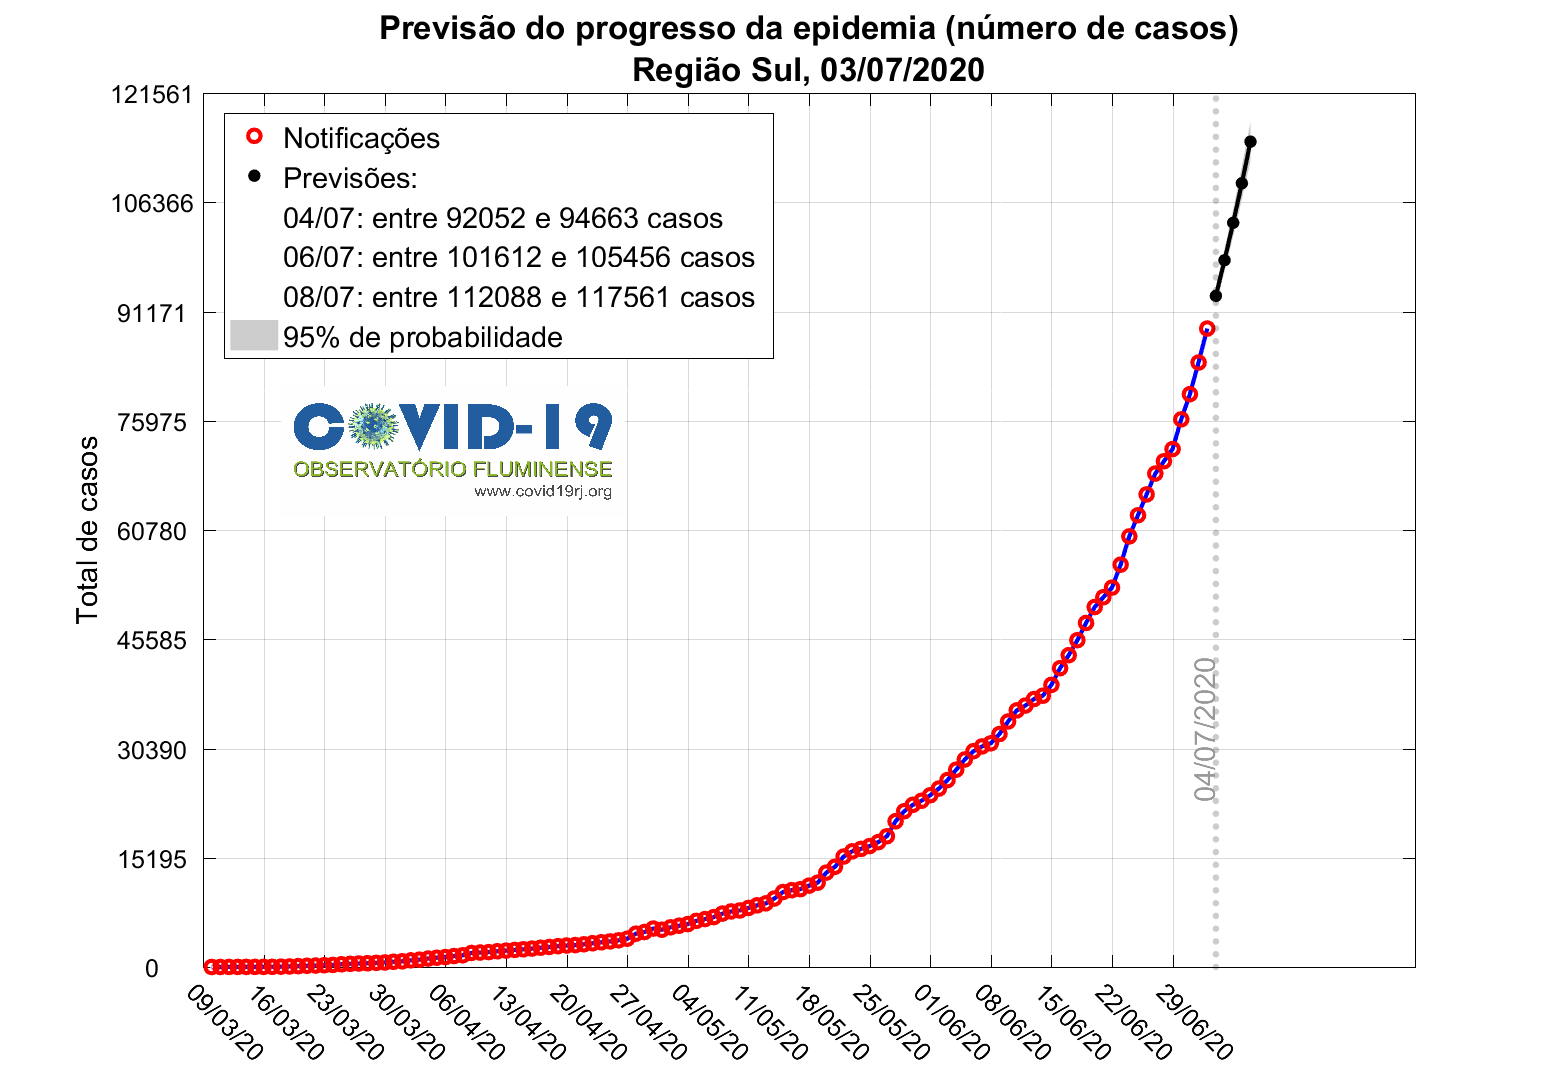 Previsão do progresso da epidemia (número de casos)
Região Sul, 03/07/2020
121561
106366
91171
75975
60780
45585
30390
15195
0
Total de casos
Notificações
Previsões:
04/07: entre 92052 e 94663 casos
06/07: entre 101612 e 105456 casos
08/07: entre 112088 e 117561 casos
95% de probabilidade
COVID-19
OBSERVATÓRIO FLUMINENSE
www.covid19rj.org
04/07/2020
09/03/20
16/03/20
23/03/20
30/03/20
06/04/20
13/04/20
20/04/20
27/04/20
04/05/20
11/05/20
18/05/20
25/05/20
01/06/20
08/06/20
15/06/20
22/06/20
29/06/20